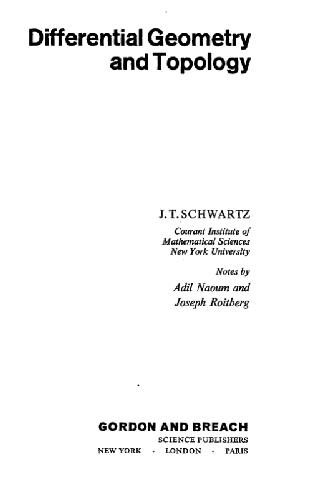 Differential Geometry
and Topology
J. T. SCHWARTZ
Courant Institute of
Mathematical Sciences
New York University
Notes by
Adil Naoum and
Joseph Roitberg
GORDON AND BREACH
SCIENCE PUBLISHERS
NEW YORK · LONDON · PARIS